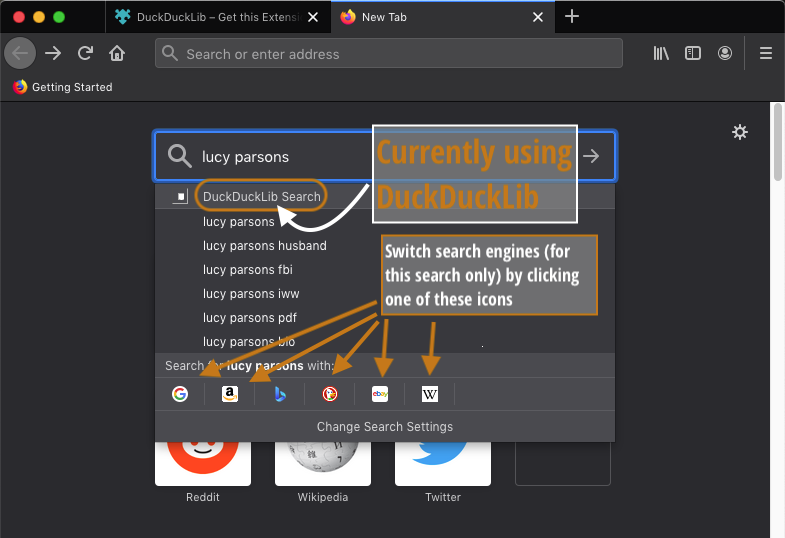 DuckDuckLib – Get this Extensi
New Tab
Search or enter address
Getting Started
lucy parsons
Currently using
DuckDuckLib
DuckDuckLib Search
lucy parsons
lucy parsons husband
lucy parsons fbi
lucy parsons iww
lucy parsons pdf
lucy parsons bio
Switch search engines (for
this search only) by clicking
one of these icons
Search for lucy parsons with:
G
a
ebay
W
Change Search Settings
Reddit
Wikipedia
Twitter